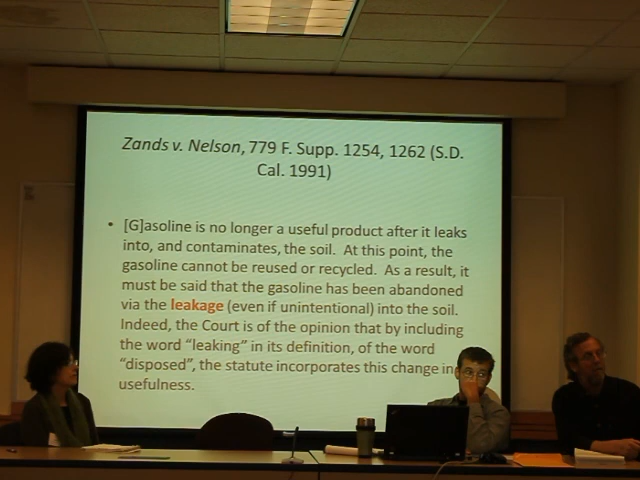 Zands v. Nelson, 779 F. Supp. 1254, 1262 (S.D.
Cal. 1991)
• [G]asoline is no longer a useful product after it leaks
into, and contaminates, the soil. At this point, the
gasoline cannot be reused or recycled. As a result, it
must be said that the gasoline has been abandoned
via the leakage (even if unintentional) into the soil.
Indeed, the Court is of the opinion that by including
the word “leaking” in its definition, of the word
“disposed”, the statute incorporates this change in
usefulness.